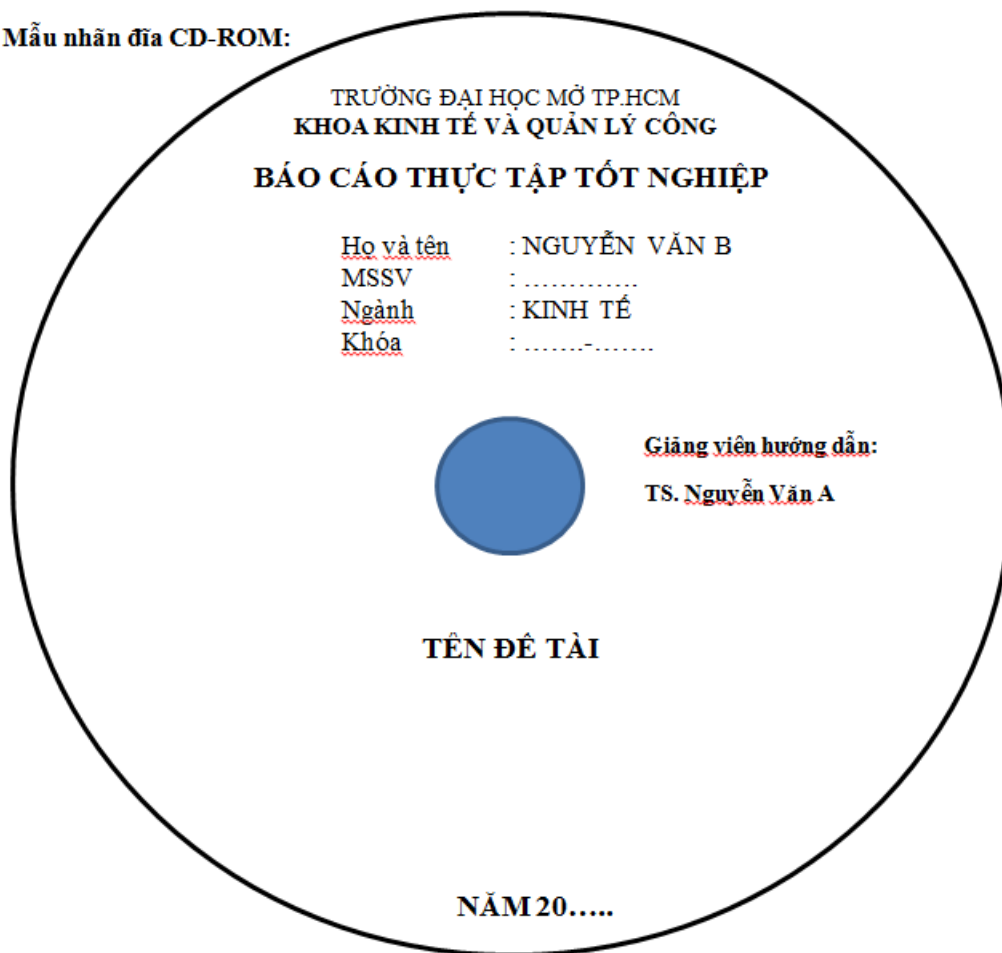 Mẫu nhãn đĩa CD-ROM:
TRƯỜNG ĐẠI HỌC MỞ TP.HCM
KHOA KINH TẾ VÀ QUẢN LÝ CÔNG
BÁO CÁO THỰC TẬP TỐT NGHIỆP
Họ và tên : NGUYỄN VĂN B
MSSV : ………….
Ngành : KINH TẾ
Khóa : …….-…….
Giảng viên hướng dẫn:
TS. Nguyễn Văn A
TÊN ĐỀ TÀI
NĂM 20…..